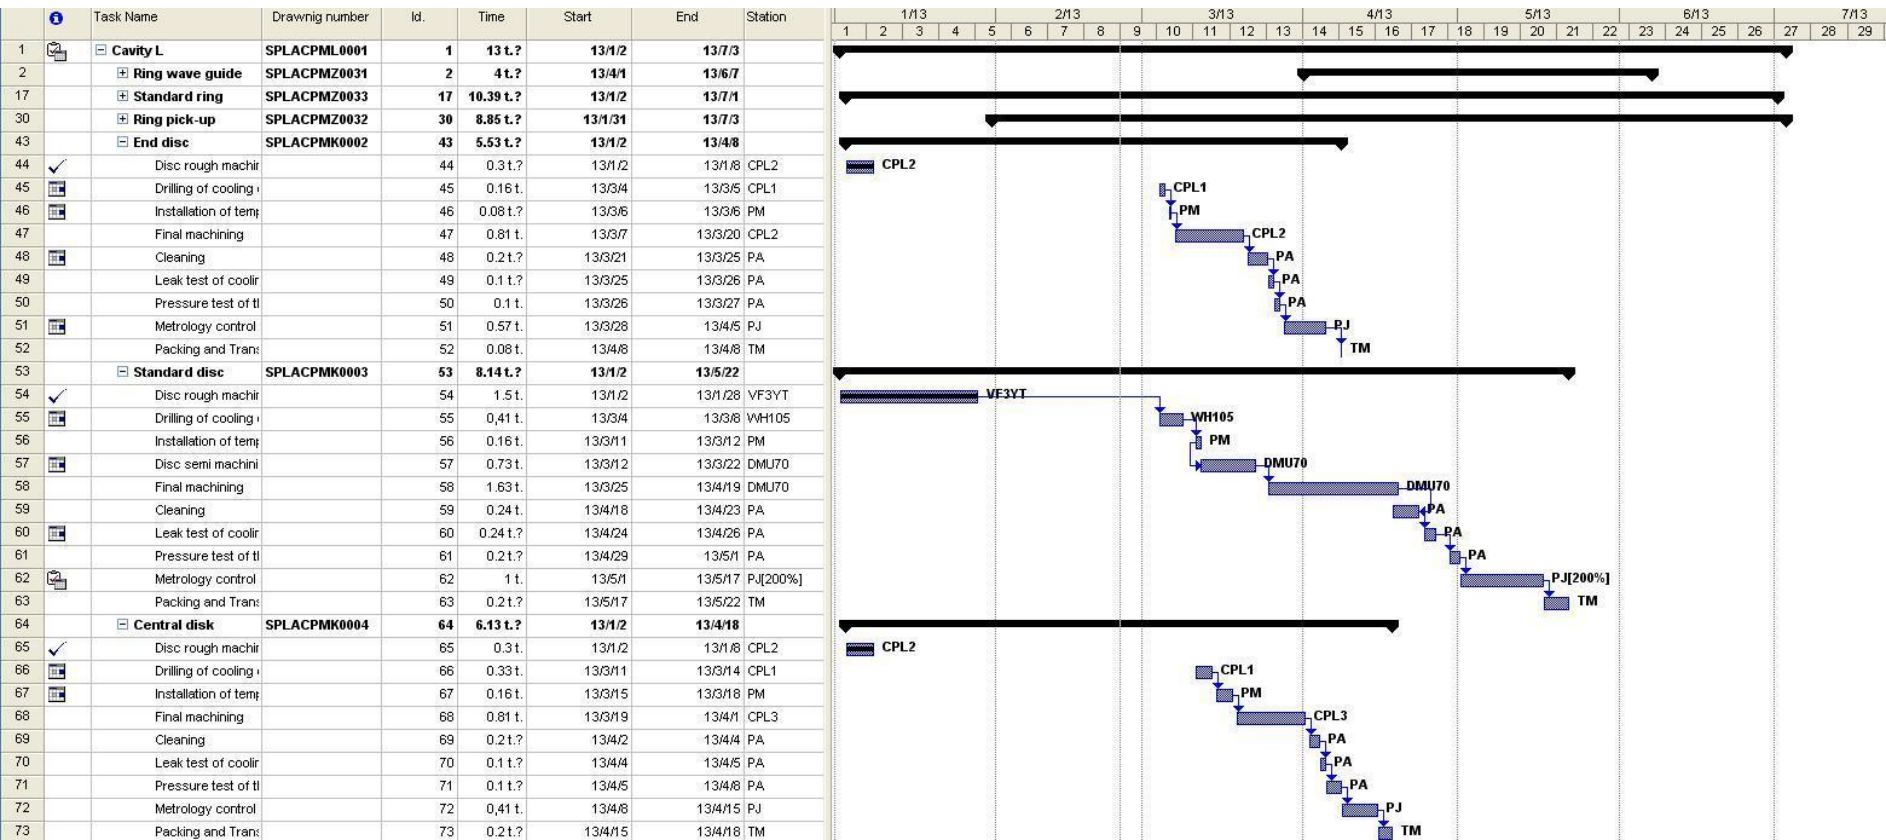 Task Name Drawnig number Id. Time Start End Station 1/13 2/13 3/13 4/13 5/13 6/13 7/13
1 2 3 4 5 6 7 8 9 10 11 12 13 14 15 16 17 18 19 20 21 22 23 24 25 26 27 28 29
1 Cavity L SPLACPML0001 1 13 t.? 13/1/2 13/7/3
2 Ring wave guide SPLACPMZ0031 2 4 t.? 13/4/1 13/6/7
17 Standard ring SPLACPMZ0033 17 10.39 t.? 13/1/2 13/7/1
30 Ring pick-up SPLACPMZ0032 30 8.85 t.? 13/1/31 13/7/3
43 End disc SPLACPMK0002 43 5.53 t.? 13/1/2 13/4/8
44 Disc rough machir 44 0.3 t.? 13/1/2 13/1/8 CPL2 CPL2
45 Drilling of cooling 45 0.16 t.? 13/3/4 13/3/5 CPL1 CPL1
46 Installation of temp 46 0.08 t.? 13/3/6 13/3/6 PM PM
47 Final machining 47 0.81 t. 13/3/7 13/3/20 CPL2 CPL2
48 Cleaning 48 0.2 t.? 13/3/21 13/3/25 PA PA
49 Leak test of coolir 49 0.1 t.? 13/3/25 13/3/26 PA PA
50 Pressure test of tl 50 0.1 t. 13/3/26 13/3/27 PA PA
51 Metrology control 51 0.57 t. 13/3/28 13/4/5 PJ PJ
52 Packing and Trans 52 0.08 t. 13/4/8 13/4/8 TM TM
53 Standard disc SPLACPMK0003 53 8.14 t.? 13/1/2 13/5/22
54 Disc rough machir 54 1.5 t. 13/1/2 13/1/28 VF3YT VF3YT
55 Drilling of cooling 55 0,41 t. 13/3/4 13/3/8 WH105 WH105
56 Installation of temp 56 0.16 t. 13/3/11 13/3/12 PM PM
57 Disc semi machini 57 0.73 t. 13/3/12 13/3/22 DMU70 DMU70
58 Final machining 58 1.63 t. 13/3/25 13/4/19 DMU70 DMU70
59 Cleaning 59 0.24 t. 13/4/18 13/4/23 PA PA
60 Leak test of coolir 60 0.24 t.? 13/4/24 13/4/26 PA PA
61 Pressure test of tl 61 0.2 t.? 13/4/29 13/5/1 PA PA
62 Metrology control 62 1 t. 13/5/1 13/5/17 PJ[200%] PJ[200%]
63 Packing and Trans 63 0.2 t.? 13/5/17 13/5/22 TM TM
64 Central disk SPLACPMK0004 64 6.13 t.? 13/1/2 13/4/18
65 Disc rough machir 65 0.3 t. 13/1/2 13/1/8 CPL2 CPL2
66 Drilling of cooling 66 0.33 t. 13/3/11 13/3/14 CPL1 CPL1
67 Installation of temp 67 0.16 t. 13/3/15 13/3/18 PM PM
68 Final machining 68 0.81 t. 13/3/19 13/4/1 CPL3 CPL3
69 Cleaning 69 0.2 t.? 13/4/2 13/4/4 PA PA
70 Leak test of coolir 70 0.1 t.? 13/4/4 13/4/5 PA PA
71 Pressure test of tl 71 0.1 t.? 13/4/5 13/4/8 PA PA
72 Metrology control 72 0,41 t. 13/4/8 13/4/15 PJ PJ
73 Packing and Trans 73 0.2 t.? 13/4/15 13/4/18 TM TM